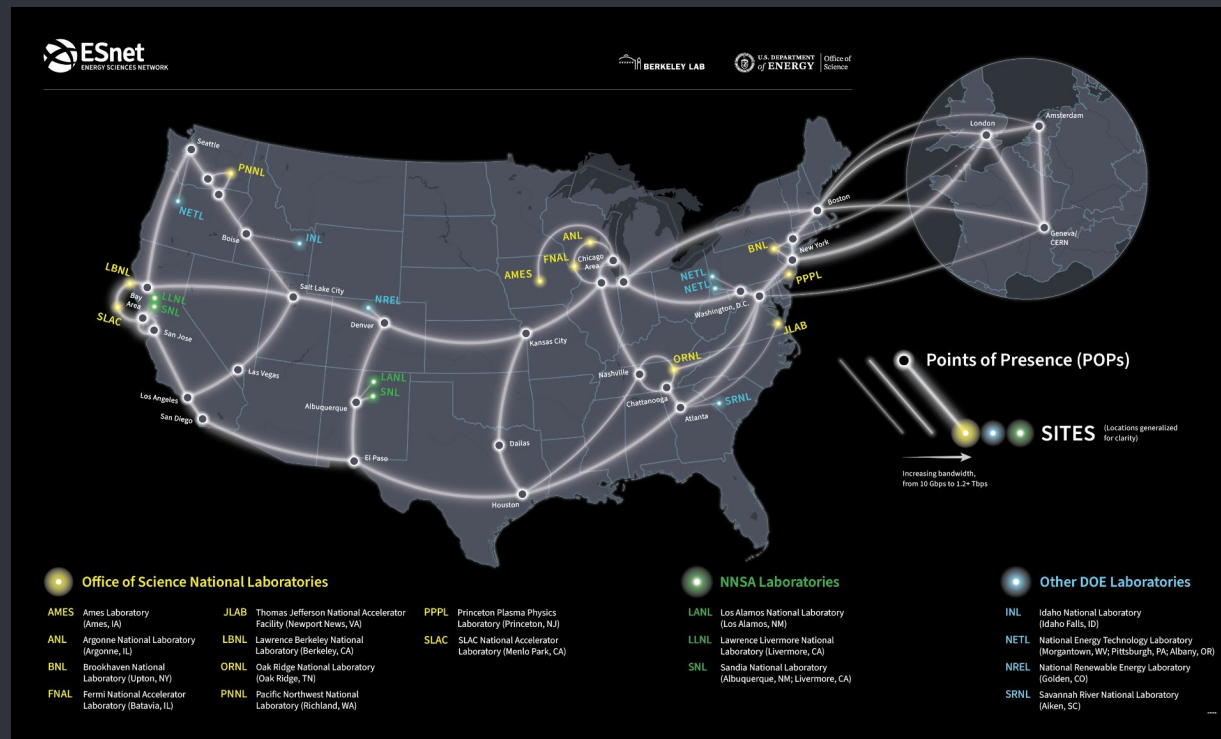 ESnet
ENERGY SCIENCES NETWORK
BERKELEY LAB
U.S. DEPARTMENT
of ENERGY
Office of
Science
Seattle
PNNL
NETL
Boise
INL
LBNL
Bay
Area
LLNL
SNL
SLAC
San Jose
Salt Lake City
NREL
Denver
Las Vegas
Los Angeles
San Diego
LANL
SNL
Albuquerque
El Paso
AMES
ANL
FNAL
Chicago
Area
Kansas City
Dallas
Houston
Nashville
ORNL
Chattanooga
Atlanta
SRNL
NETL
NETL
Washington, D.C.
JLAB
BNL
New York
PPPL
Boston
London
Amsterdam
Geneva/
CERN
Points of Presence (POPs)
SITES
(Locations generalized
for clarity)
Increasing bandwidth,
from 10 Gbps to 1.2+ Tbps
Office of Science National Laboratories
AMES Ames Laboratory
(Ames, IA)
ANL Argonne National Laboratory
(Argonne, IL)
BNL Brookhaven National
Laboratory (Upton, NY)
FNAL Fermi National Accelerator
Laboratory (Batavia, IL)
JLAB Thomas Jefferson National Accelerator
Facility (Newport News, VA)
LBNL Lawrence Berkeley National
Laboratory (Berkeley, CA)
ORNL Oak Ridge National Laboratory
(Oak Ridge, TN)
PNNL Pacific Northwest National
Laboratory (Richland, WA)
PPPL Princeton Plasma Physics
Laboratory (Princeton, NJ)
SLAC SLAC National Accelerator
Laboratory (Menlo Park, CA)
NNSA Laboratories
LANL Los Alamos National Laboratory
(Los Alamos, NM)
LLNL Lawrence Livermore National
Laboratory (Livermore, CA)
SNL Sandia National Laboratory
(Albuquerque, NM; Livermore, CA)
Other DOE Laboratories
INL Idaho National Laboratory
(Idaho Falls, ID)
NETL National Energy Technology Laboratory
(Morgantown, WV; Pittsburgh, PA; Albany, OR)
NREL National Renewable Energy Laboratory
(Golden, CO)
SRNL Savannah River National Laboratory
(Aiken, SC)